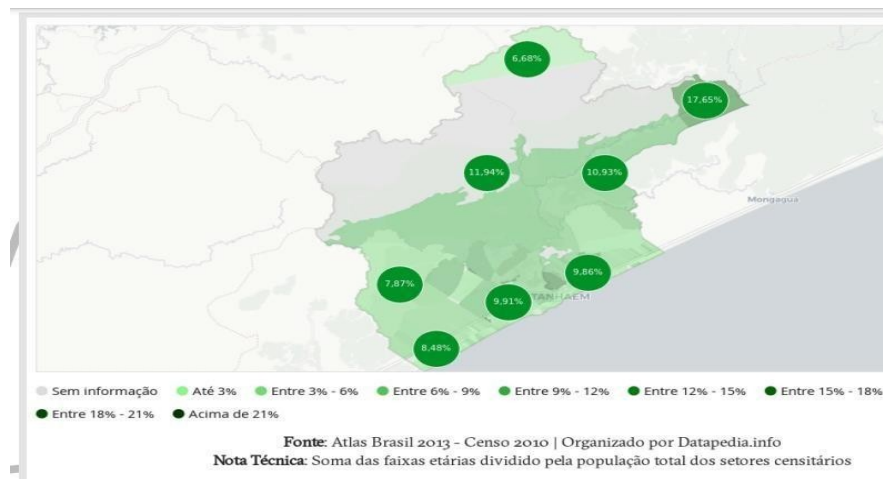 6,68%
17,65%
11,94%
10,93%
Mongaguá
7,87%
9,86%
9,91%
TANHAEM
8,48%
Sem informação Até 3% Entre 3% - 6% Entre 6% - 9% Entre 9% - 12% Entre 12% - 15% Entre 15% - 18%
Entre 18% - 21% Acima de 21%
Fonte: Atlas Brasil 2013 - Censo 2010 | Organizado por Datapedia.info
Nota Técnica: Soma das faixas etárias dividido pela população total dos setores censitários